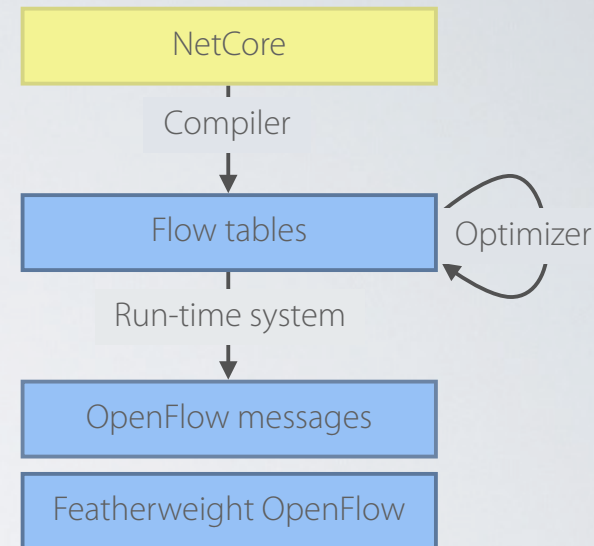 NetCore
Compiler
Flow tables
Optimizer
Run-time system
OpenFlow messages
Featherweight OpenFlow